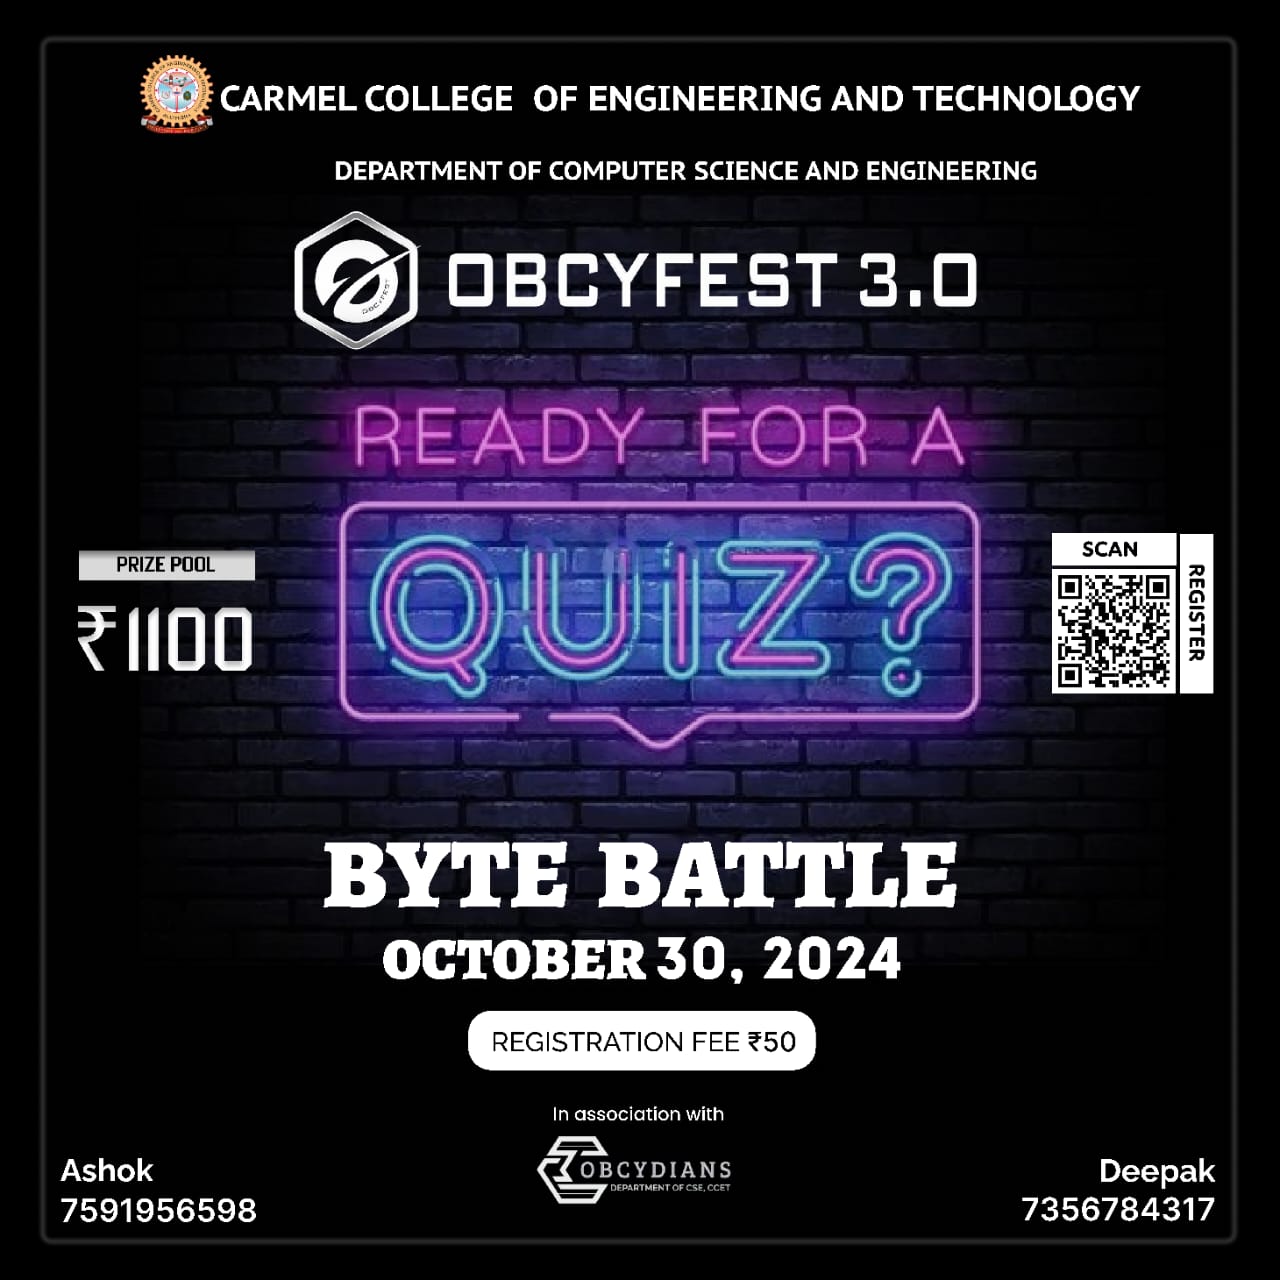 CARMEL COLLEGE OF ENGINEERING AND TECHNOLOGY
DEPARTMENT OF COMPUTER SCIENCE AND ENGINEERING
OBCYFEST
OBCYFEST 3.0
READY FOR A
QUIZ?
PRIZE POOL
₹1100
SCAN
REGISTER
BYTE BATTLE
OCTOBER 30, 2024
REGISTRATION FEE ₹50
In association with
OBCYDIANS
DEPARTMENT OF CSE, CCET
Ashok
7591956598
Deepak
7356784317